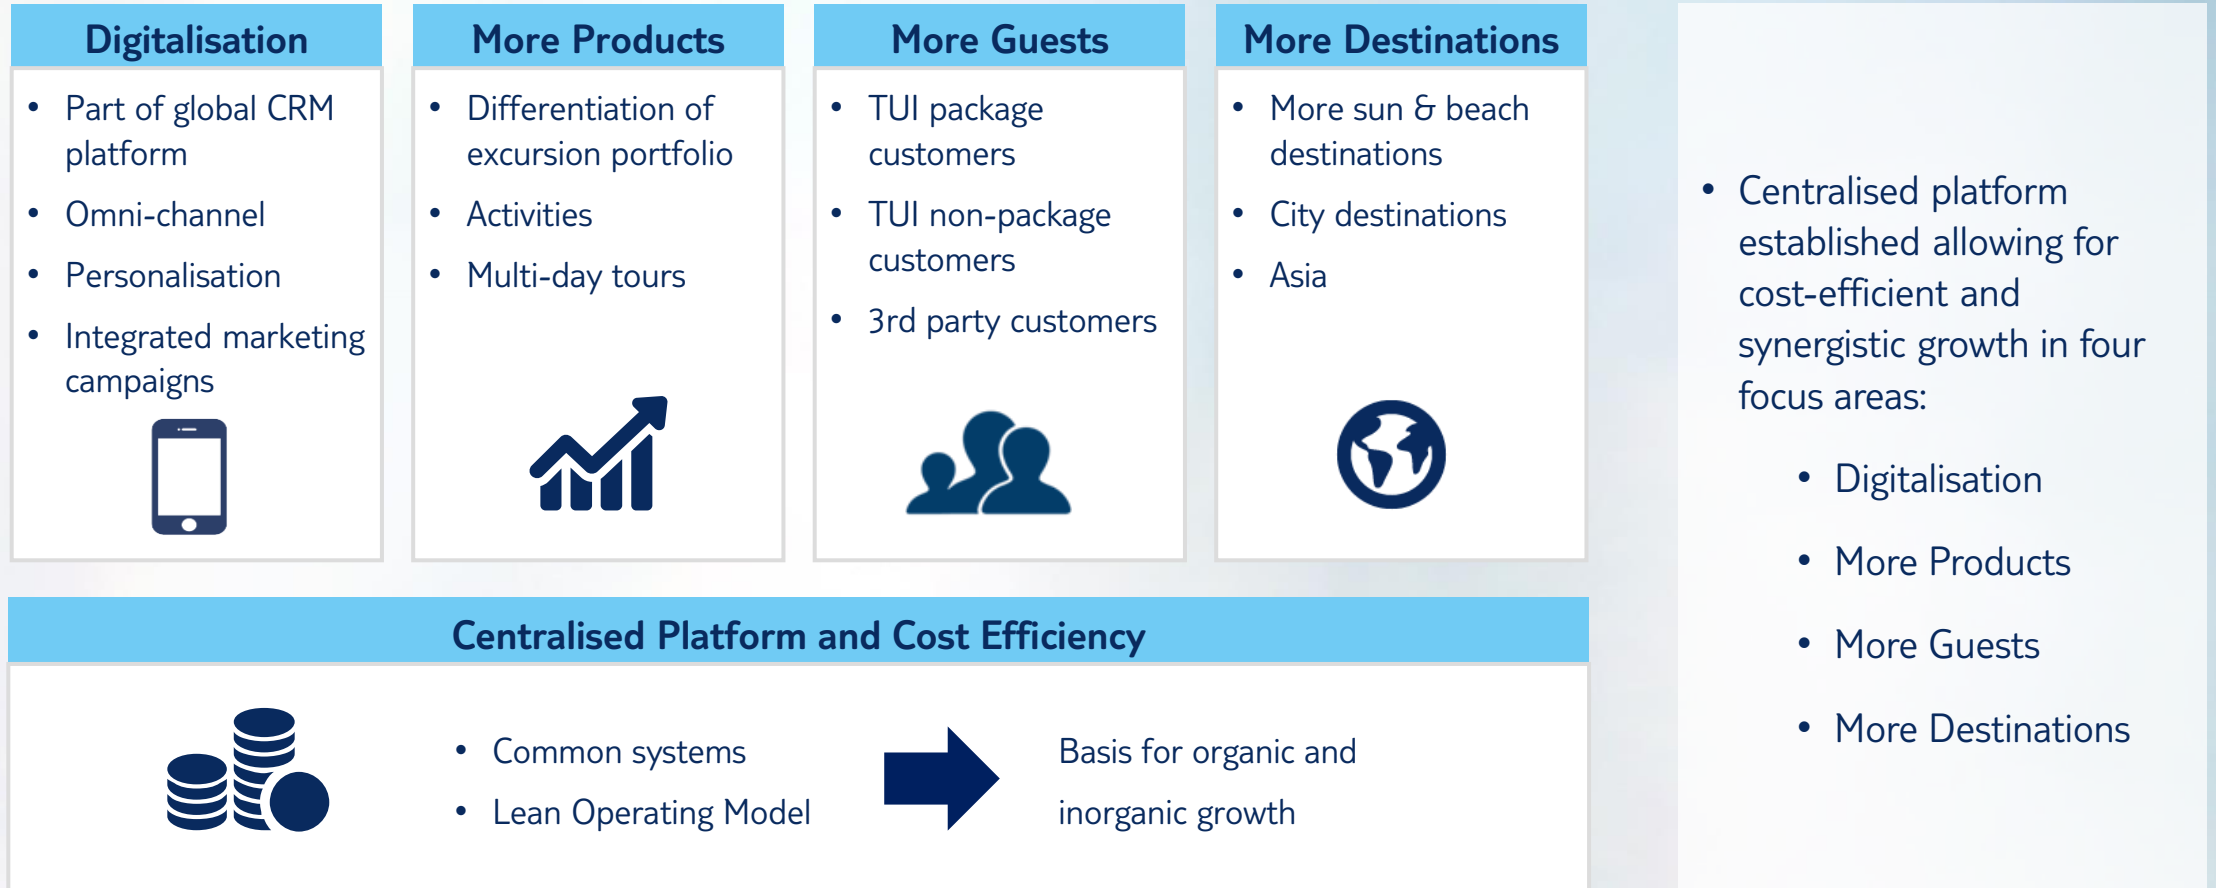 Digitalisation
• Part of global CRM
platform
• Omni-channel
• Personalisation
• Integrated marketing
campaigns
More Products
• Differentiation of
excursion portfolio
• Activities
• Multi-day tours
More Guests
• TUI package
customers
• TUI non-package
customers
• 3rd party customers
More Destinations
• More sun & beach
destinations
• City destinations
• Asia
Centralised Platform and Cost Efficiency
• Common systems
• Lean Operating Model
Basis for organic and
inorganic growth
• Centralised platform
established allowing for
cost-efficient and
synergistic growth in four
focus areas:
• Digitalisation
• More Products
• More Guests
• More Destinations